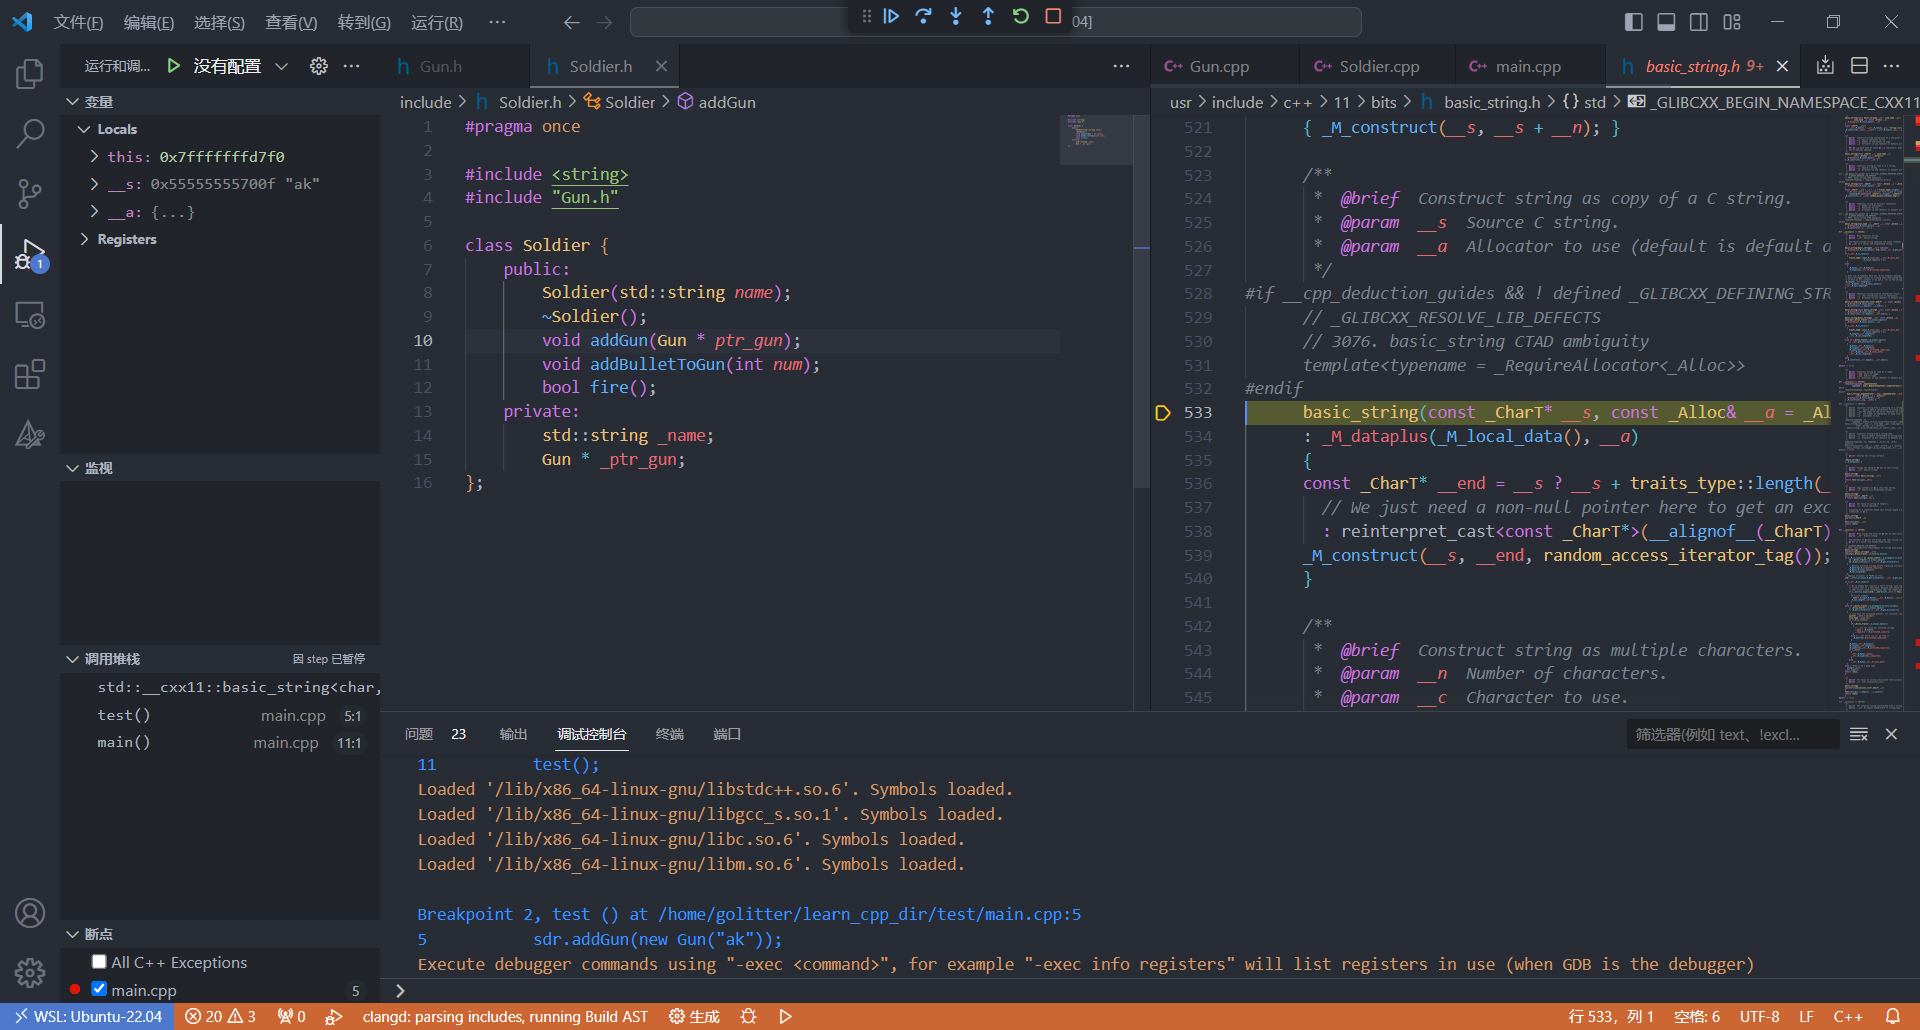 文件(F) 编辑(E) 选择(S) 查看(V) 转到(G) 运行(R) ··· 04]
运行和调... 没有配置 ···
Gun.h Soldier.h ···
Gun.cpp Soldier.cpp main.cpp basic_string.h 9+ ···
变量
Locals
this: 0x7fffffffd7f0
__s: 0x55555555700f "ak"
__a: {...}
Registers
监视
调用堆栈 因 step 已暂停
std::__cxx11::basic_string<char,
test() main.cpp 5:1
main() main.cpp 11:1
断点
All C++ Exceptions
main.cpp 5
1
include > Soldier.h > Soldier > addGun
1 #pragma once
2
3 #include <string>
4 #include "Gun.h"
5
6 class Soldier {
7 public:
8 Soldier(std::string name);
9 ~Soldier();
10 void addGun(Gun * ptr_gun);
11 void addBulletToGun(int num);
12 bool fire();
13 private:
14 std::string _name;
15 Gun * _ptr_gun;
16 };
usr > include > c++ > 11 > bits > basic_string.h > {} std > _GLIBCXX_BEGIN_NAMESPACE_CXX11
521 { _M_construct(__s, __s + __n); }
522
523 /**
524 * @brief Construct string as copy of a C string.
525 * @param __s Source C string.
526 * @param __a Allocator to use (default is default a
527 */
528 #if __cpp_deduction_guides && ! defined _GLIBCXX_DEFINING_STR
529 // _GLIBCXX_RESOLVE_LIB_DEFECTS
530 // 3076. basic_string CTAD ambiguity
531 template<typename = _RequireAllocator<_Alloc>>
532 #endif
533 basic_string(const _CharT* __s, const _Alloc& __a = _Al
534 : _M_dataplus(_M_local_data(), __a)
535 {
536 const _CharT* __end = __s ? __s + traits_type::length(_
537 // We just need a non-null pointer here to get an exc
538 : reinterpret_cast<const _CharT*>(__alignof__(_CharT)
539 _M_construct(__s, __end, random_access_iterator_tag());
540 }
541
542 /**
543 * @brief Construct string as multiple characters.
544 * @param __n Number of characters.
545 * @param __c Character to use.
问题 23 输出 调试控制台 终端 端口 筛选器(例如 text、!excl...
11 test();
Loaded '/lib/x86_64-linux-gnu/libstdc++.so.6'. Symbols loaded.
Loaded '/lib/x86_64-linux-gnu/libgcc_s.so.1'. Symbols loaded.
Loaded '/lib/x86_64-linux-gnu/libc.so.6'. Symbols loaded.
Loaded '/lib/x86_64-linux-gnu/libm.so.6'. Symbols loaded.
Breakpoint 2, test () at /home/golitter/learn_cpp_dir/test/main.cpp:5
5 sdr.addGun(new Gun("ak"));
Execute debugger commands using "-exec <command>", for example "-exec info registers" will list registers in use (when GDB is the debugger)
>
WSL: Ubuntu-22.04 20 3 0 clangd: parsing includes, running Build AST 生成 行 533，列 1 空格: 6 UTF-8 LF C++